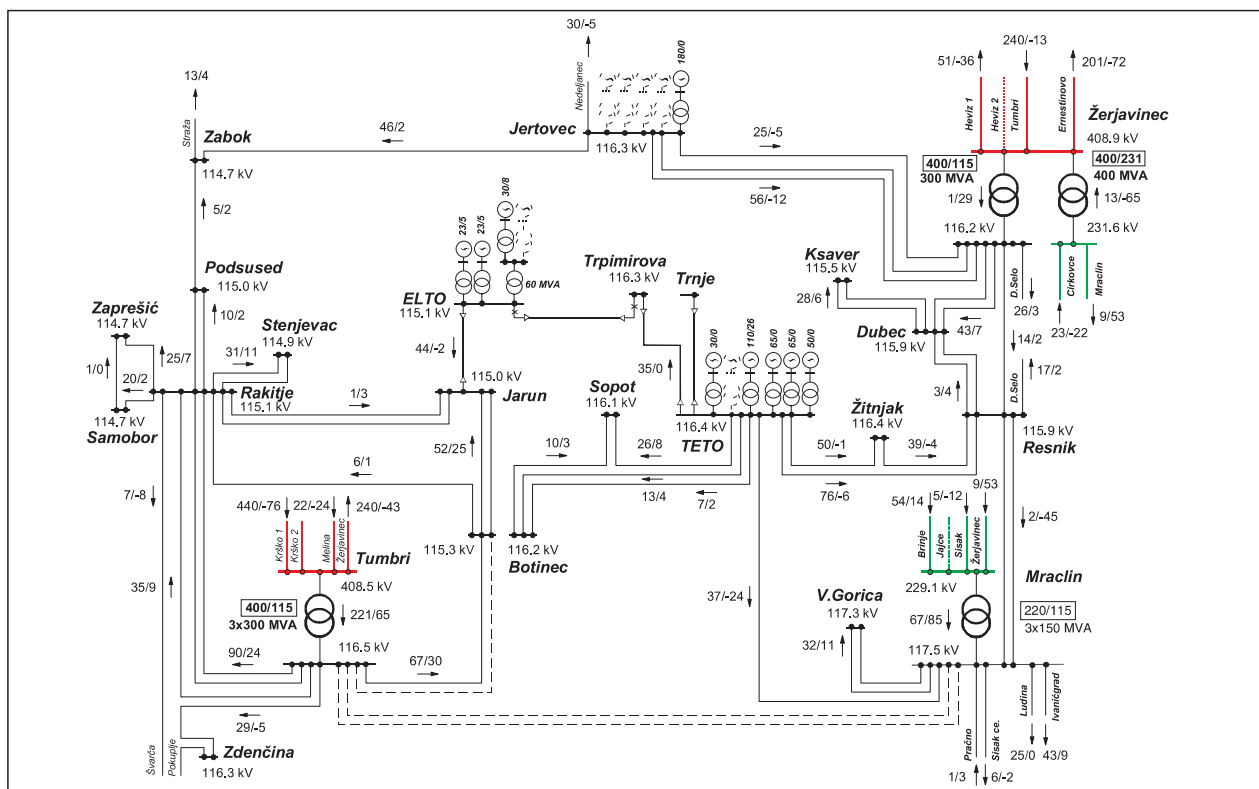 30/-5
13/4
Straža
Zabok
114.7 kV
46/2
Nedeljanec
180/0
Jertovec
116.3 kV
25/-5
56/-12
51/-36
240/-13
201/-72
Heviz 1
Heviz 2
Tumbri
Ernestinovo
Žerjavinec
408.9 kV
400/115
300 MVA
400/231
400 MVA
1/29
13/-65
116.2 kV
231.6 kV
D.Selo
Cirkovce
Mraclin
26/3
23/-22
9/53
5/2
Podsused
115.0 kV
10/2
23/5
23/5
30/8
60 MVA
ELTO
115.1 kV
Trpimirova
116.3 kV
Trnje
Ksaver
115.5 kV
28/6
Dubec
115.9 kV
43/7
14/2
17/2
D.Selo
3/4
Zaprešić
114.7 kV
25/7
1/0
20/2
Stenjevac
114.9 kV
31/11
44/-2
Rakitje
115.1 kV
114.7 kV
Samobor
1/3
115.0 kV
Jarun
35/0
30/0
110/26
65/0
65/0
50/0
Sopot
116.1 kV
116.4 kV
TETO
Žitnjak
116.4 kV
50/-1
39/-4
76/-6
115.9 kV
Resnik
10/3
26/8
13/4
7/2
52/25
6/1
7/-8
440/-76
22/-24
240/-43
Krško 1
Krško 2
Melina
Žerjavinec
Tumbri
408.5 kV
400/115
3x300 MVA
221/65
115.3 kV
116.2 kV
Botinec
35/9
90/24
116.5 kV
67/30
29/-5
Švarča
Pokuplje
Zdenčina
116.3 kV
37/-24
2/-45
54/14
5/-12
9/53
Brinje
Jajce
Sisak
Žerjavinec
229.1 kV
Mraclin
220/115
3x150 MVA
67/85
117.5 kV
V.Gorica
117.3 kV
32/11
Pračno
Sisak ce.
Ludina
Ivanićgrad
1/3
6/-2
25/0
43/9